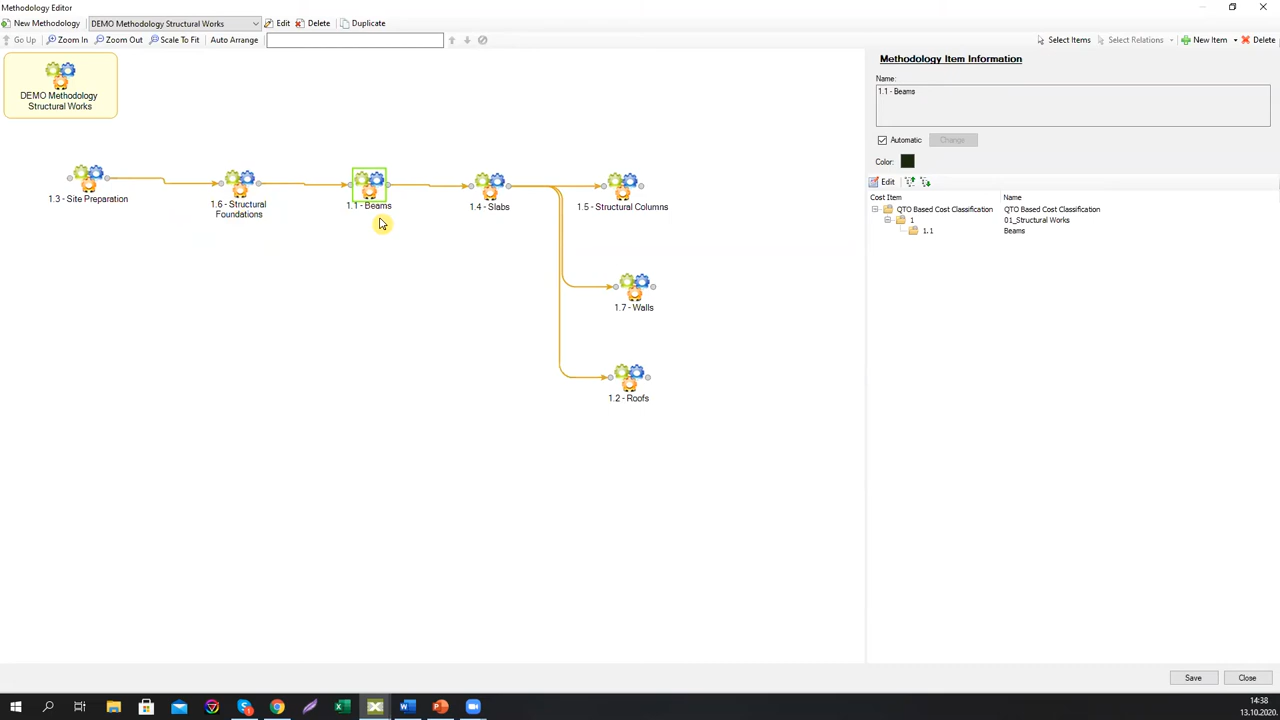 Methodology Editor
New Methodology DEMO Methodology Structural Works Edit Delete Duplicate
Go Up Zoom In Zoom Out Scale To Fit Auto Arrange Select Items Select Relations New Item Delete
DEMO Methodology
Structural Works
1.3 - Site Preparation
1.6 - Structural
Foundations
1.1 - Beams
1.4 - Slabs
1.5 - Structural Columns
1.7 - Walls
1.2 - Roofs
Methodology Item Information
Name:
1.1 - Beams
Automatic Change
Color:
Edit
Cost Item Name
QTO Based Cost Classification QTO Based Cost Classification
1 01_Structural Works
1.1 Beams
Save Close
14:38
13.10.2020.